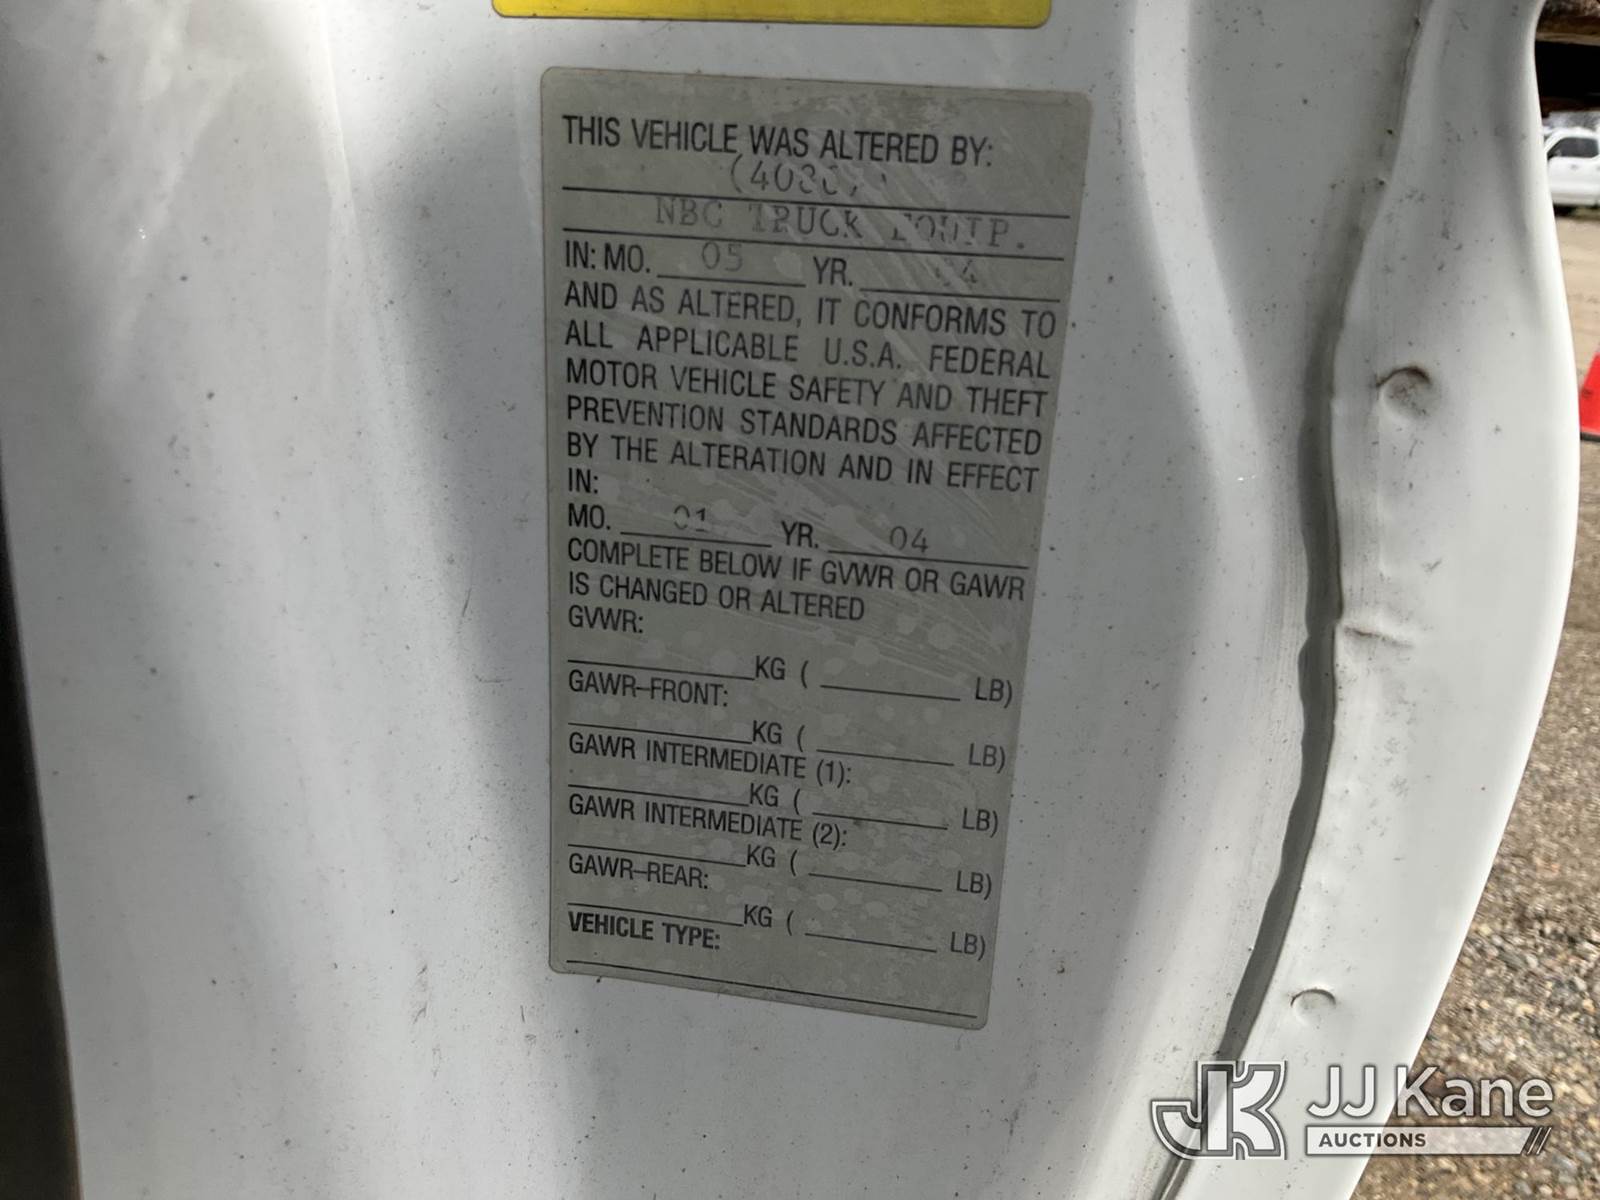 THIS VEHICLE WAS ALTERED BY:
NBC TRUCK EQUIP.
IN: MO. 05 YR.
AND AS ALTERED, IT CONFORMS TO
ALL APPLICABLE U.S.A. FEDERAL
MOTOR VEHICLE SAFETY AND THEFT
PREVENTION STANDARDS AFFECTED
BY THE ALTERATION AND IN EFFECT
IN:
MO. 01 YR. 04
COMPLETE BELOW IF GVWR OR GAWR
IS CHANGED OR ALTERED
GVWR:
KG ( LB)
GAWR-FRONT:
KG ( LB)
GAWR INTERMEDIATE (1):
KG ( LB)
GAWR INTERMEDIATE (2):
KG ( LB)
GAWR-REAR:
KG ( LB)
VEHICLE TYPE:
JK JJ Kane
AUCTIONS